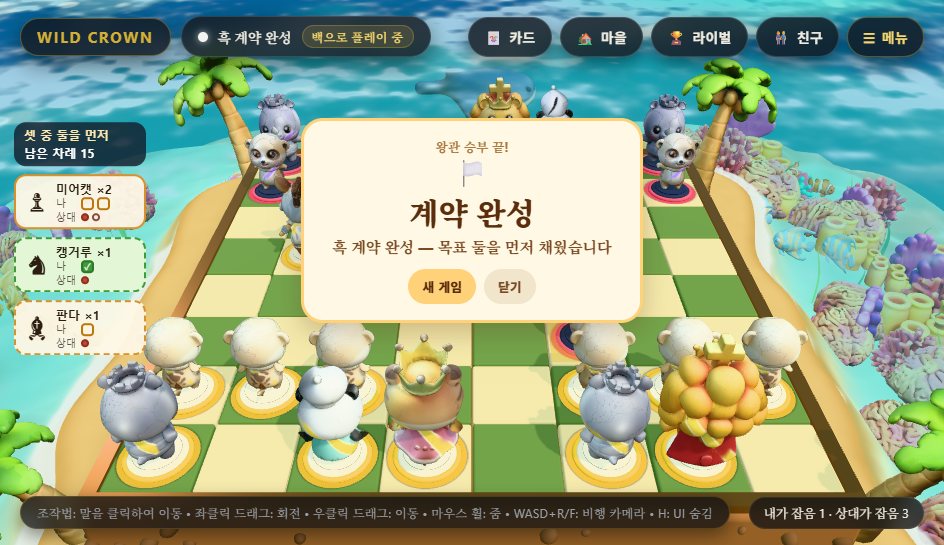 WILD CROWN
흑 계약 완성 백으로 플레이 중
카드
마을
라이벌
친구
☰ 메뉴
셋 중 둘을 먼저
남은 차례 15
미어캣 ×2
나
상대
캥거루 ×1
나
상대
판다 ×1
나
상대
왕관 승부 끝!
계약 완성
흑 계약 완성 — 목표 둘을 먼저 채웠습니다
새 게임 닫기
조작법: 말을 클릭하여 이동 • 좌클릭 드래그: 회전 • 우클릭 드래그: 이동 • 마우스 휠: 줌 • WASD+R/F: 비행 카메라 • H: UI 숨김
내가 잡음 1 · 상대가 잡음 3